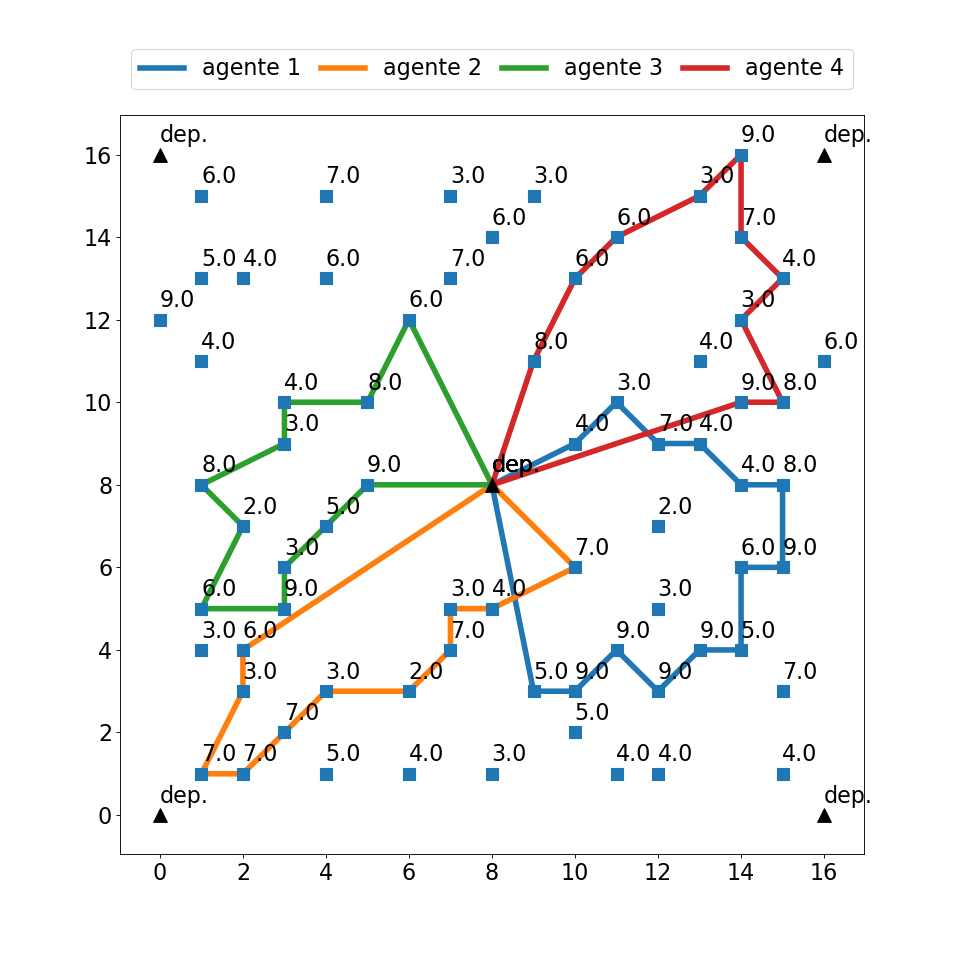 agente 1 agente 2 agente 3 agente 4
9.0
dep. dep.
16
6.0 7.0 3.0 3.0 3.0
6.0 6.0 7.0
14
5.0 4.0 6.0 7.0 6.0 4.0
9.0 6.0 3.0
12
4.0 8.0 4.0 6.0
4.0 8.0 3.0 9.0 8.0
10
3.0 4.0 7.0 4.0
8.0 9.0 dep. dep. 4.0 8.0
8
2.0 5.0 2.0
3.0 7.0 6.0 9.0
6
6.0 9.0 3.0 4.0 3.0
3.0 6.0 7.0 9.0 9.0 5.0
4
3.0 3.0 2.0 5.0 9.0 9.0 7.0
7.0 5.0
2
7.0 7.0 5.0 4.0 3.0 4.0 4.0 4.0
dep. dep.
0
0 2 4 6 8 10 12 14 16